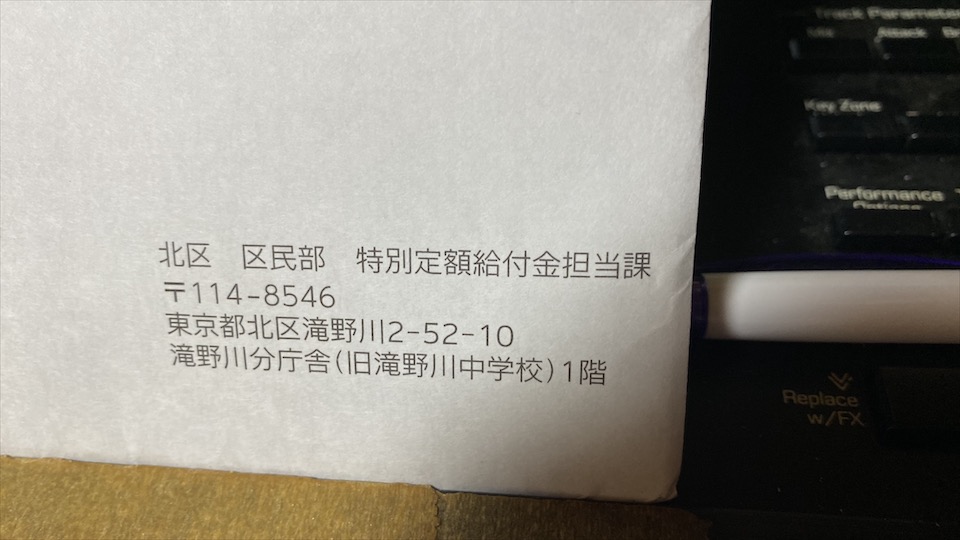 北区　区民部　特別定額給付金担当課
〒114-8546
東京都北区滝野川2-52-10
滝野川分庁舎(旧滝野川中学校)1階
Track Parameter
Attack
Key Zone
Performance
Options
Replace
w/FX